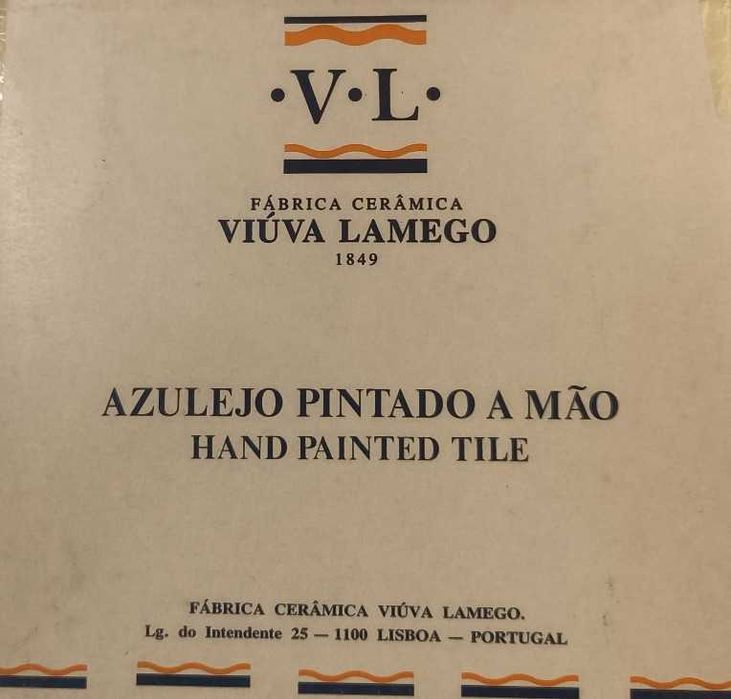 ·V·L·
FÁBRICA CERÂMICA
VIÚVA LAMEGO
1849
AZULEJO PINTADO A MÃO
HAND PAINTED TILE
FÁBRICA CERÂMICA VIÚVA LAMEGO.
Lg. do Intendente 25 — 1100 LISBOA — PORTUGAL